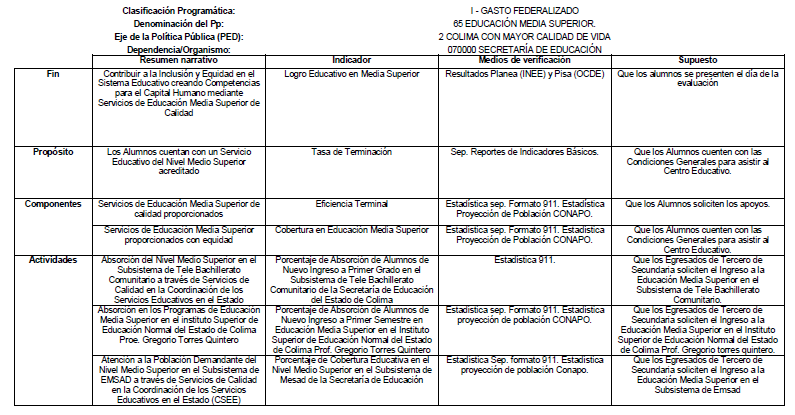 Clasificación Programática: I - GASTO FEDERALIZADO
Denominación del Pp: 65 EDUCACIÓN MEDIA SUPERIOR.
Eje de la Política Pública (PED): 2 COLIMA CON MAYOR CALIDAD DE VIDA
Dependencia/Organismo: 070000 SECRETARÍA DE EDUCACIÓN
Resumen narrativo Indicador Medios de verificación Supuesto
Fin
Contribuir a la Inclusión y Equidad en el
Sistema Educativo creando Competencias
para el Capital Humano mediante
Servicios de Educación Media Superior de
Calidad
Logro Educativo en Media Superior
Resultados Planea (INEE) y Pisa (OCDE)
Que los alumnos se presenten el día de la
evaluación
Propósito
Los Alumnos cuentan con un Servicio
Educativo del Nivel Medio Superior
acreditado
Tasa de Terminación
Sep. Reportes de Indicadores Básicos.
Que los Alumnos cuenten con las
Condiciones Generales para asistir al
Centro Educativo.
Componentes
Servicios de Educación Media Superior de
calidad proporcionados
Eficiencia Terminal
Estadística sep. Formato 911. Estadística
Proyección de Población CONAPO.
Que los Alumnos soliciten los apoyos.
Servicios de Educación Media Superior
proporcionados con equidad
Cobertura en Educación Media Superior
Estadística sep. Formato 911. Estadística
Proyección de Población CONAPO.
Que los Alumnos cuenten con las
Condiciones Generales para asistir al
Centro Educativo.
Actividades
Absorción del Nivel Medio Superior en el
Subsistema de Tele Bachillerato
Comunitario a través de Servicios de
Calidad en la Coordinación de los
Servicios Educativos en el Estado
Porcentaje de Absorción de Alumnos de
Nuevo Ingreso a Primer Grado en el
Subsistema de Tele Bachillerato
Comunitario de la Secretaría de Educación
del Estado de Colima
Estadística 911.
Que los Egresados de Tercero de
Secundaria soliciten el Ingreso a la
Educación Media Superior en el
Subsistema de Tele Bachillerato
Comunitario.
Absorción en los Programas de Educación
Media Superior en el instituto Superior de
Educación Normal del Estado de Colima
Proe. Gregorio Torres Quintero
Porcentaje de Absorción de Alumnos de
Nuevo Ingreso a Primer Semestre en
Educación Media Superior en el Instituto
Superior de Educación Normal del Estado
de Colima Prof. Gregorio Torres Quintero
Estadística sep. Formato 911. Estadística
proyección de población CONAPO.
Que los Egresados de Tercero de
Secundaria soliciten el Ingreso a la
Educación Media Superior en el Instituto
Superior de Educación Normal del Estado
de Colima Prof. Gregorio torres quintero.
Atención a la Población Demandante del
Nivel Medio Superior en el Subsistema de
EMSAD a través de Servicios de Calidad
en la Coordinación de los Servicios
Educativos en el Estado (CSEE)
Porcentaje de Cobertura Educativa en el
Nivel Medio Superior en el Subsistema de
Mesad de la Secretaría de Educación
Estadística Sep. formato 911. Estadística
proyección de población Conapo.
Que los Egresados de Tercero de
Secundaria soliciten el Ingreso a la
Educación Media Superior en el
Subsistema de Emsad